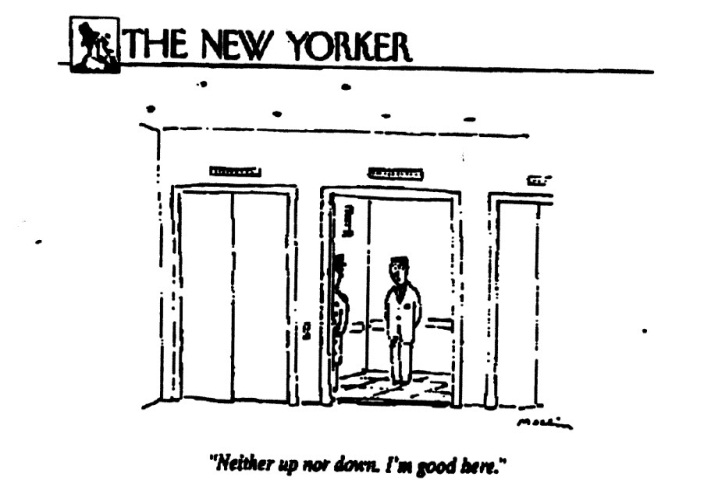 THE NEW YORKER
"Neither up nor down. I'm good here."